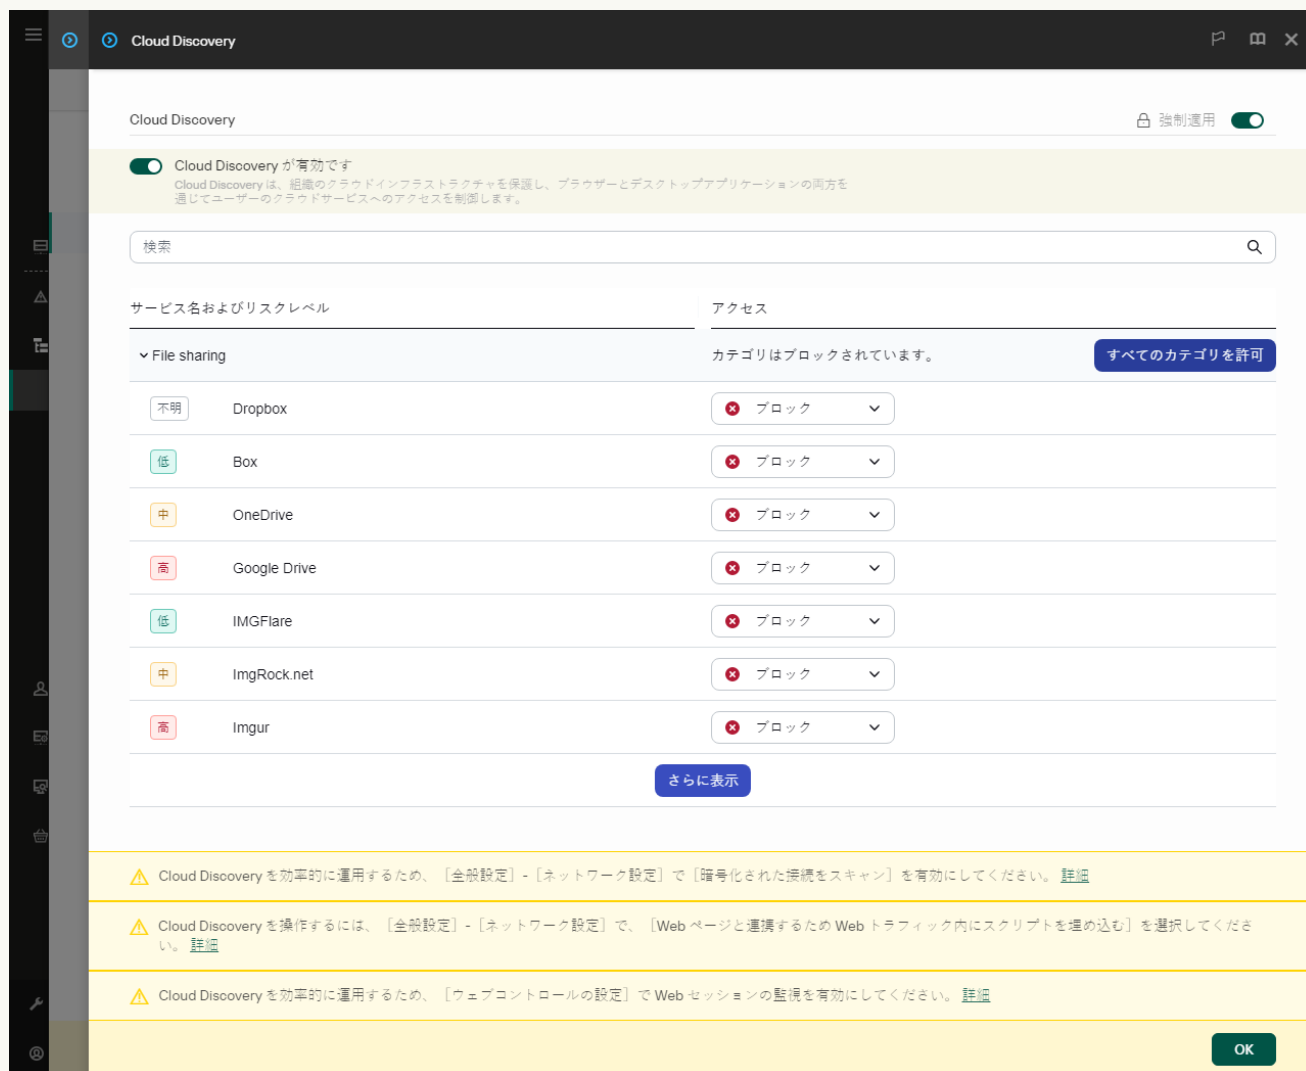 Cloud Discovery
Cloud Discovery
強制適用
Cloud Discovery が有効です
Cloud Discovery は、組織のクラウドインフラストラクチャを保護し、ブラウザーとデスクトップアプリケーションの両方を
通じてユーザーのクラウドサービスへのアクセスを制御します。
検索
サービス名およびリスクレベル
アクセス
File sharing
カテゴリはブロックされています。
すべてのカテゴリを許可
不明 Dropbox ブロック
低 Box ブロック
中 OneDrive ブロック
高 Google Drive ブロック
低 IMGFlare ブロック
中 ImgRock.net ブロック
高 Imgur ブロック
さらに表示
Cloud Discovery を効率的に運用するため、［全般設定］-［ネットワーク設定］で［暗号化された接続をスキャン］を有効にしてください。 詳細
Cloud Discovery を操作するには、［全般設定］-［ネットワーク設定］で、［Web ページと連携するため Web トラフィック内にスクリプトを埋め込む］を選択してくださ
い。 詳細
Cloud Discovery を効率的に運用するため、［ウェブコントロールの設定］で Web セッションの監視を有効にしてください。 詳細
OK